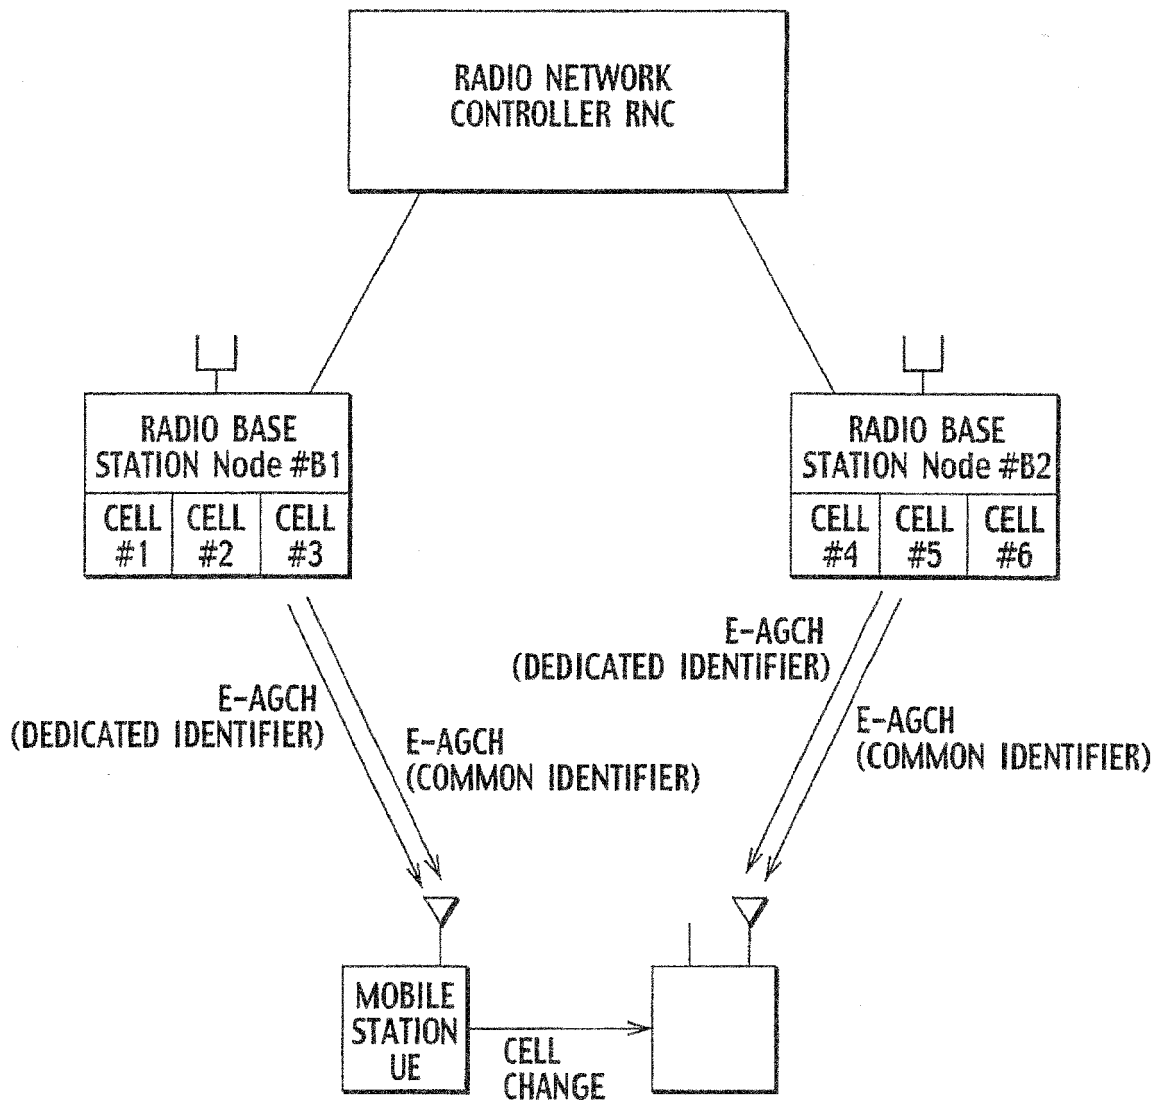 RADIO NETWORK
CONTROLLER RNC
RADIO BASE
STATION Node #B1
CELL
#1
CELL
#2
CELL
#3
RADIO BASE
STATION Node #B2
CELL
#4
CELL
#5
CELL
#6
E-AGCH
(DEDICATED IDENTIFIER)
E-AGCH
(COMMON IDENTIFIER)
E-AGCH
(DEDICATED IDENTIFIER)
E-AGCH
(COMMON IDENTIFIER)
MOBILE
STATION
UE
CELL
CHANGE